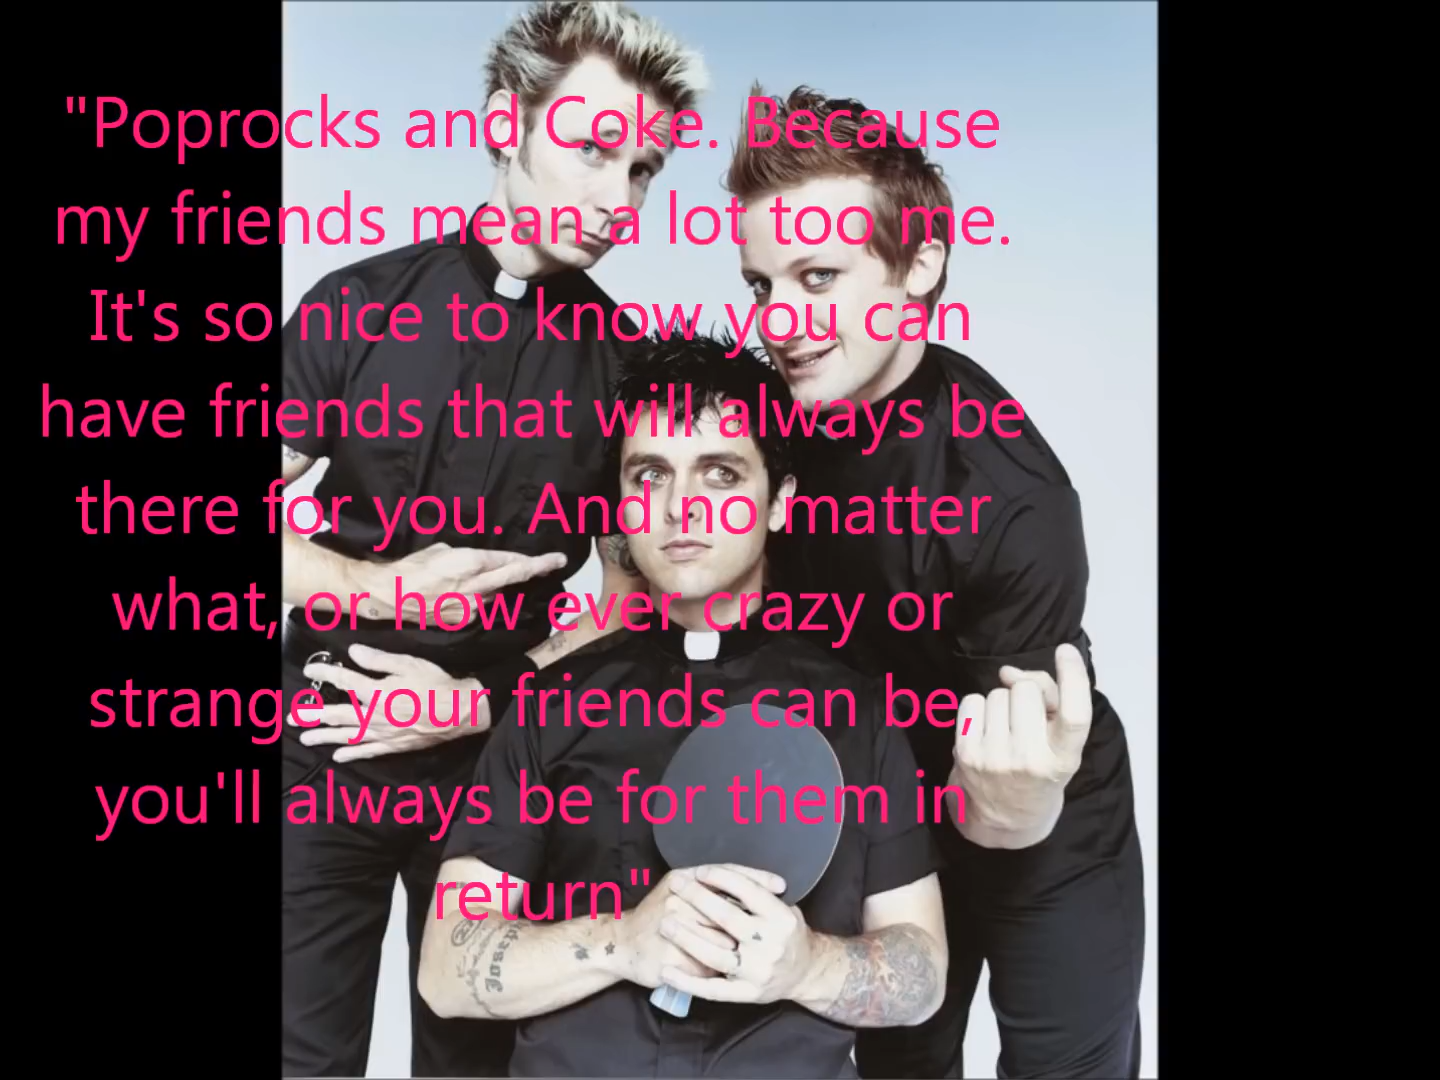 "Poprocks and Coke. Because
my friends mean a lot too me.
It's so nice to know you can
have friends that will always be
there for you. And no matter
what, or how ever crazy or
strange your friends can be,
you'll always be for them in
return"
Joseph